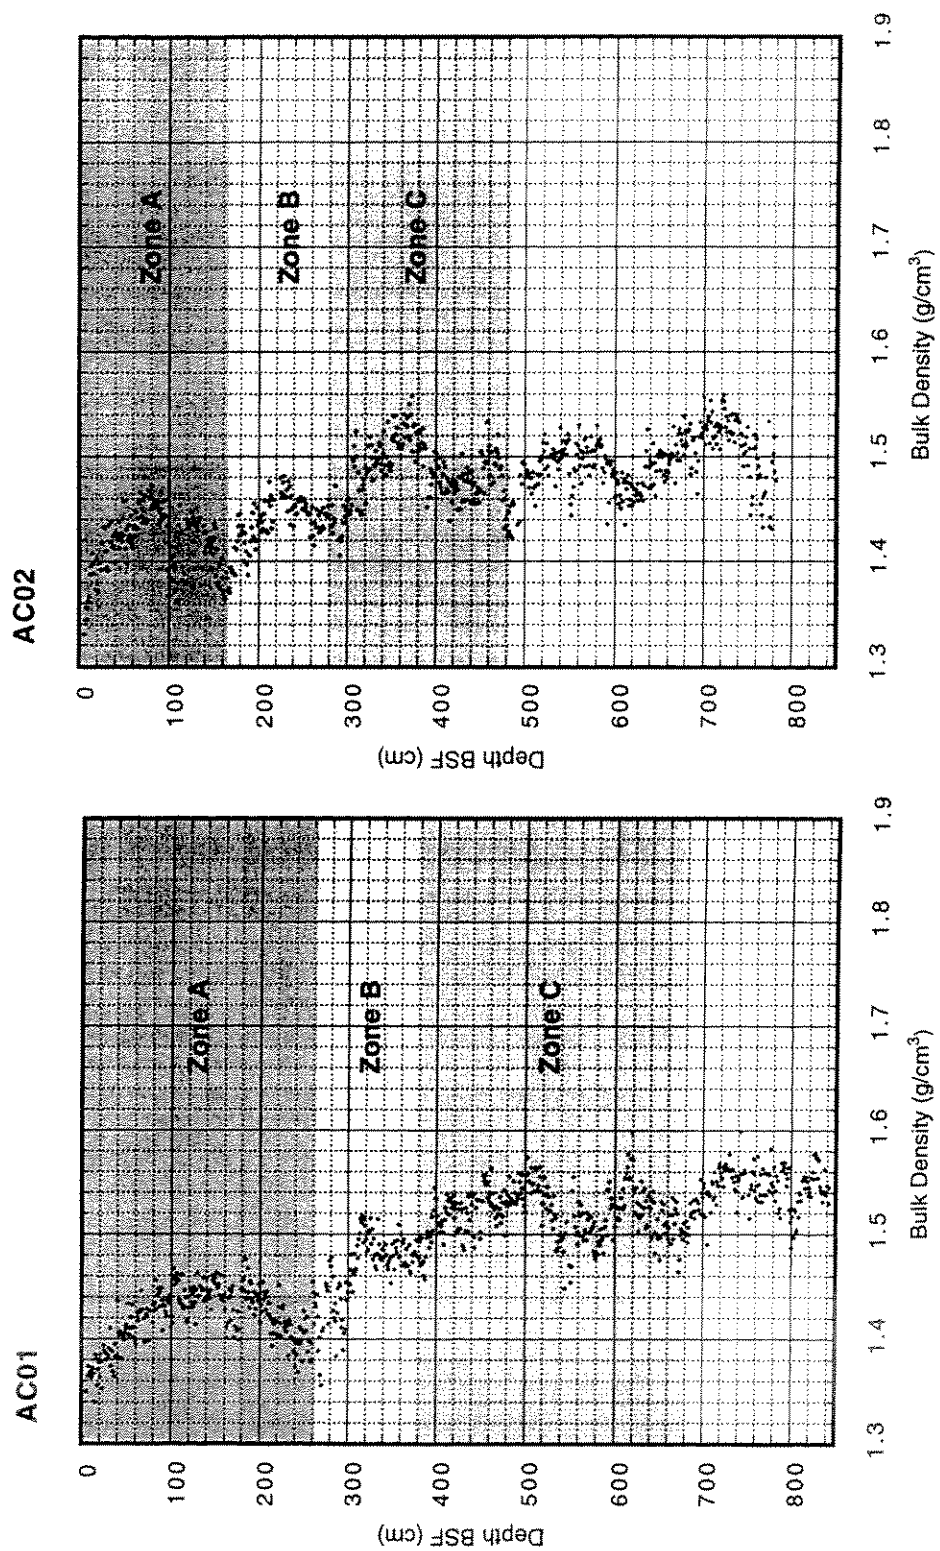 AC01
0
100
200
300
400
500
600
700
800
Depth BSF (cm)
Zone A
Zone B
Zone C
1.3 1.4 1.5 1.6 1.7 1.8 1.9
Bulk Density (g/cm³)
AC02
0
100
200
300
400
500
600
700
800
Depth BSF (cm)
Zone A
Zone B
Zone C
1.3 1.4 1.5 1.6 1.7 1.8 1.9
Bulk Density (g/cm³)